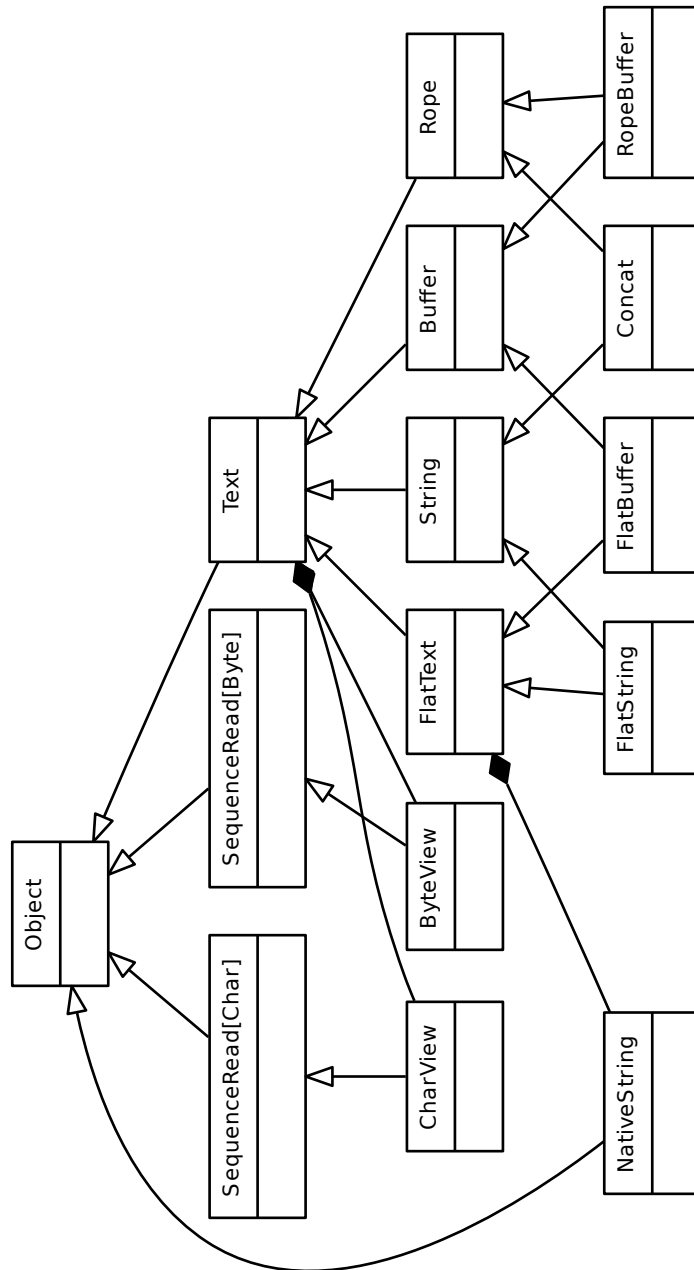 Object
SequenceRead[Char]
SequenceRead[Byte]
Text
CharView
ByteView
FlatText
String
Buffer
Rope
NativeString
FlatString
FlatBuffer
Concat
RopeBuffer